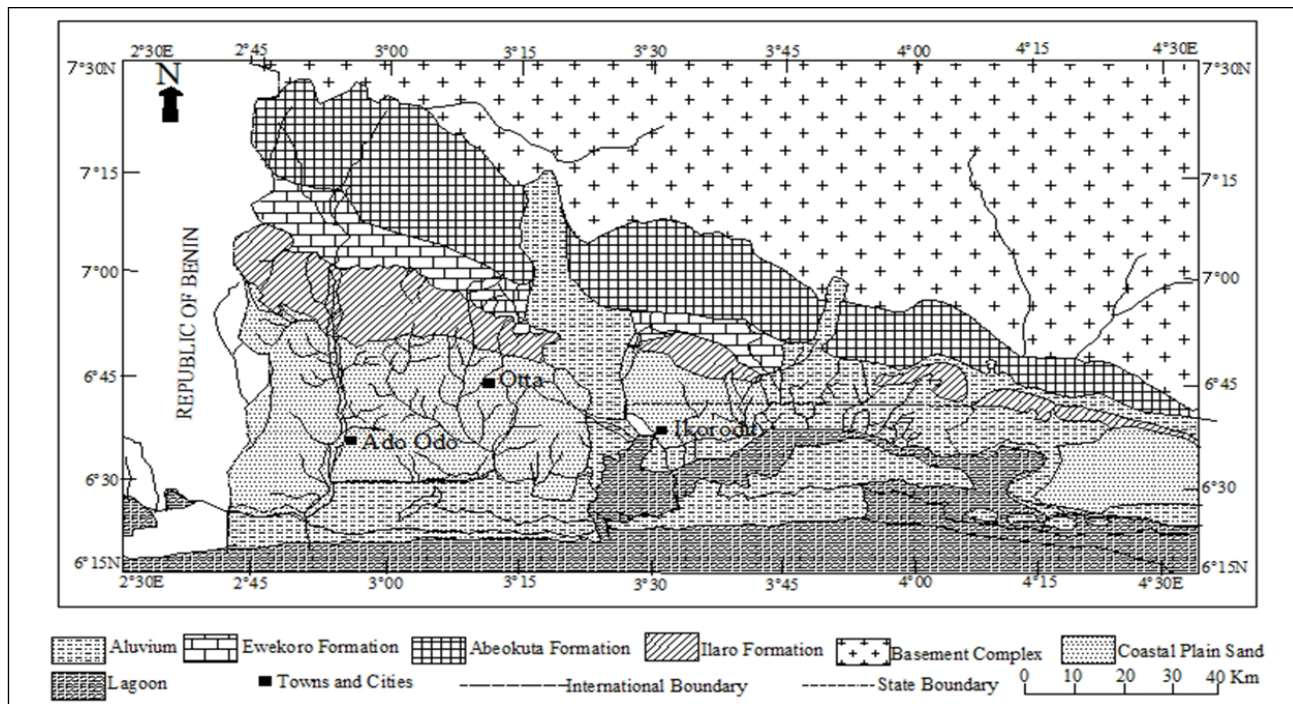 2°30E 2°45 3°00 3°15 3°30 3°45 4°00 4°15 4°30E
7°30N 7°30N
N
7°15 7°15
REPUBLIC OF BENIN
7°00 7°00
6°45 6°45
Otta
Ikorodu
Ado Odo
6°30 6°30
6°15N 6°15N
2°30E 2°45 3°00 3°15 3°30 3°45 4°00 4°15 4°30E
Aluvium Ewekoro Formation Abeokuta Formation Ilaro Formation Basement Complex Coastal Plain Sand
Lagoon Towns and Cities International Boundary State Boundary 0 10 20 30 40 Km